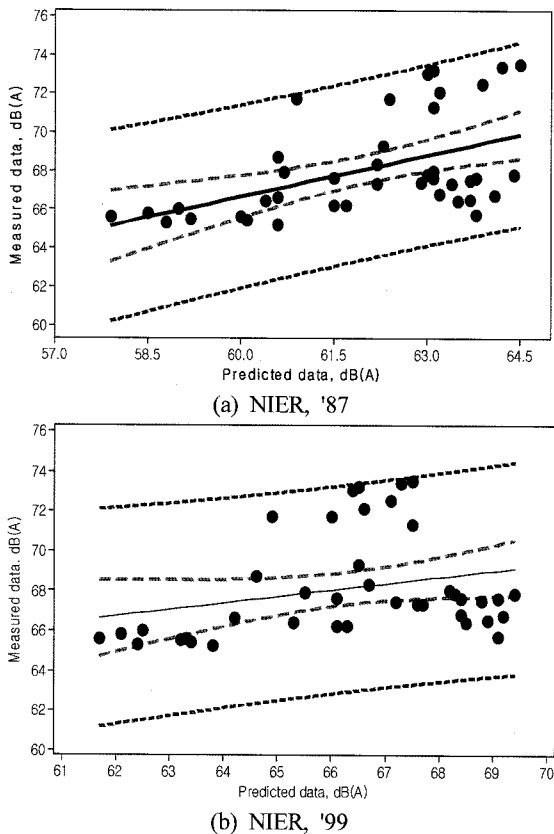 76
74
72
70
68
66
64
62
60
Measured data, dB(A)
57.0 58.5 60.0 61.5 63.0 64.5
Predicted data, dB(A)
(a) NIER, '87
76
74
72
70
68
66
64
62
60
Measured data, dB(A)
61 62 63 64 65 66 67 68 69 70
Predicted data, dB(A)
(b) NIER, '99